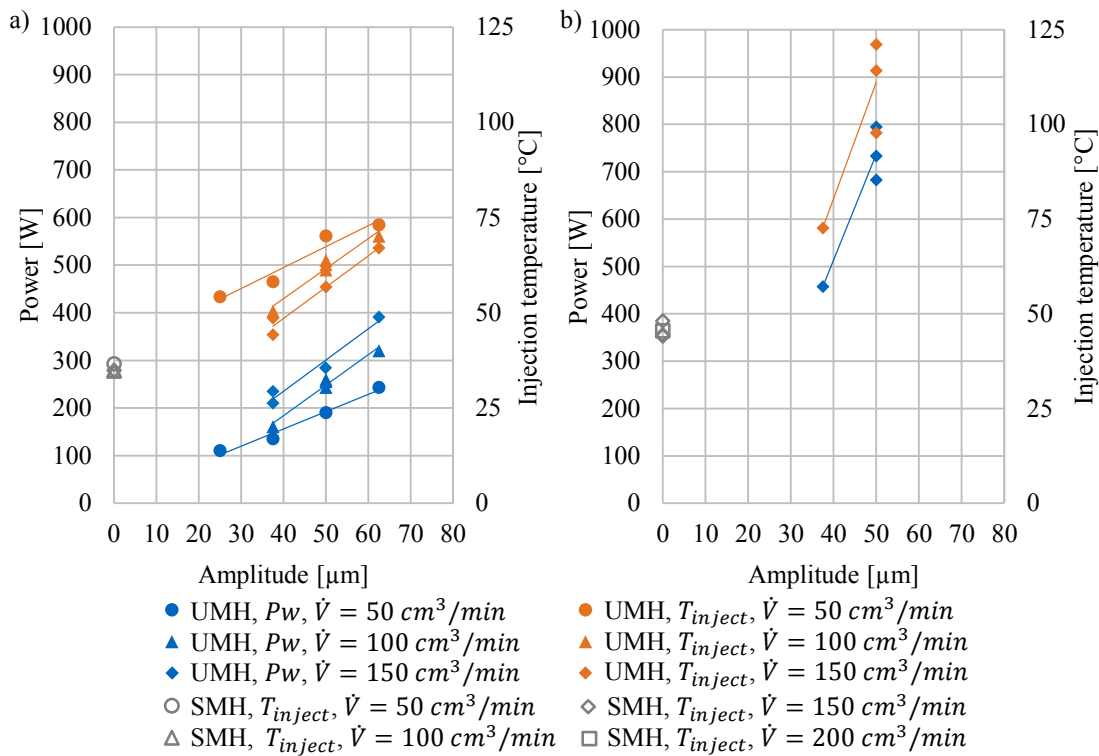 a)
1000
900
800
700
600
500
400
300
200
100
0
Power [W]
125
100
75
50
25
0
Injection temperature [°C]
0 10 20 30 40 50 60 70 80
Amplitude [µm]
b)
1000
900
800
700
600
500
400
300
200
100
0
Power [W]
125
100
75
50
25
0
Injection temperature [°C]
0 10 20 30 40 50 60 70 80
Amplitude [µm]
UMH, Pw, V̇ = 50 cm³/min
UMH, Pw, V̇ = 100 cm³/min
UMH, Pw, V̇ = 150 cm³/min
SMH, T_inject, V̇ = 50 cm³/min
SMH, T_inject, V̇ = 100 cm³/min
UMH, T_inject, V̇ = 50 cm³/min
UMH, T_inject, V̇ = 100 cm³/min
UMH, T_inject, V̇ = 150 cm³/min
SMH, T_inject, V̇ = 150 cm³/min
SMH, T_inject, V̇ = 200 cm³/min